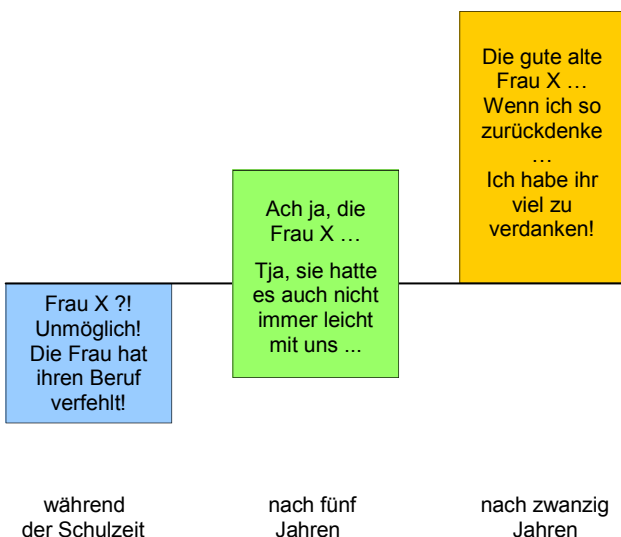 Die gute alte
Frau X …
Wenn ich so
zurückdenke
…
Ich habe ihr
viel zu
verdanken!
Ach ja, die
Frau X …
Tja, sie hatte
es auch nicht
immer leicht
mit uns ...
Frau X ?!
Unmöglich!
Die Frau hat
ihren Beruf
verfehlt!
während
der Schulzeit
nach fünf
Jahren
nach zwanzig
Jahren